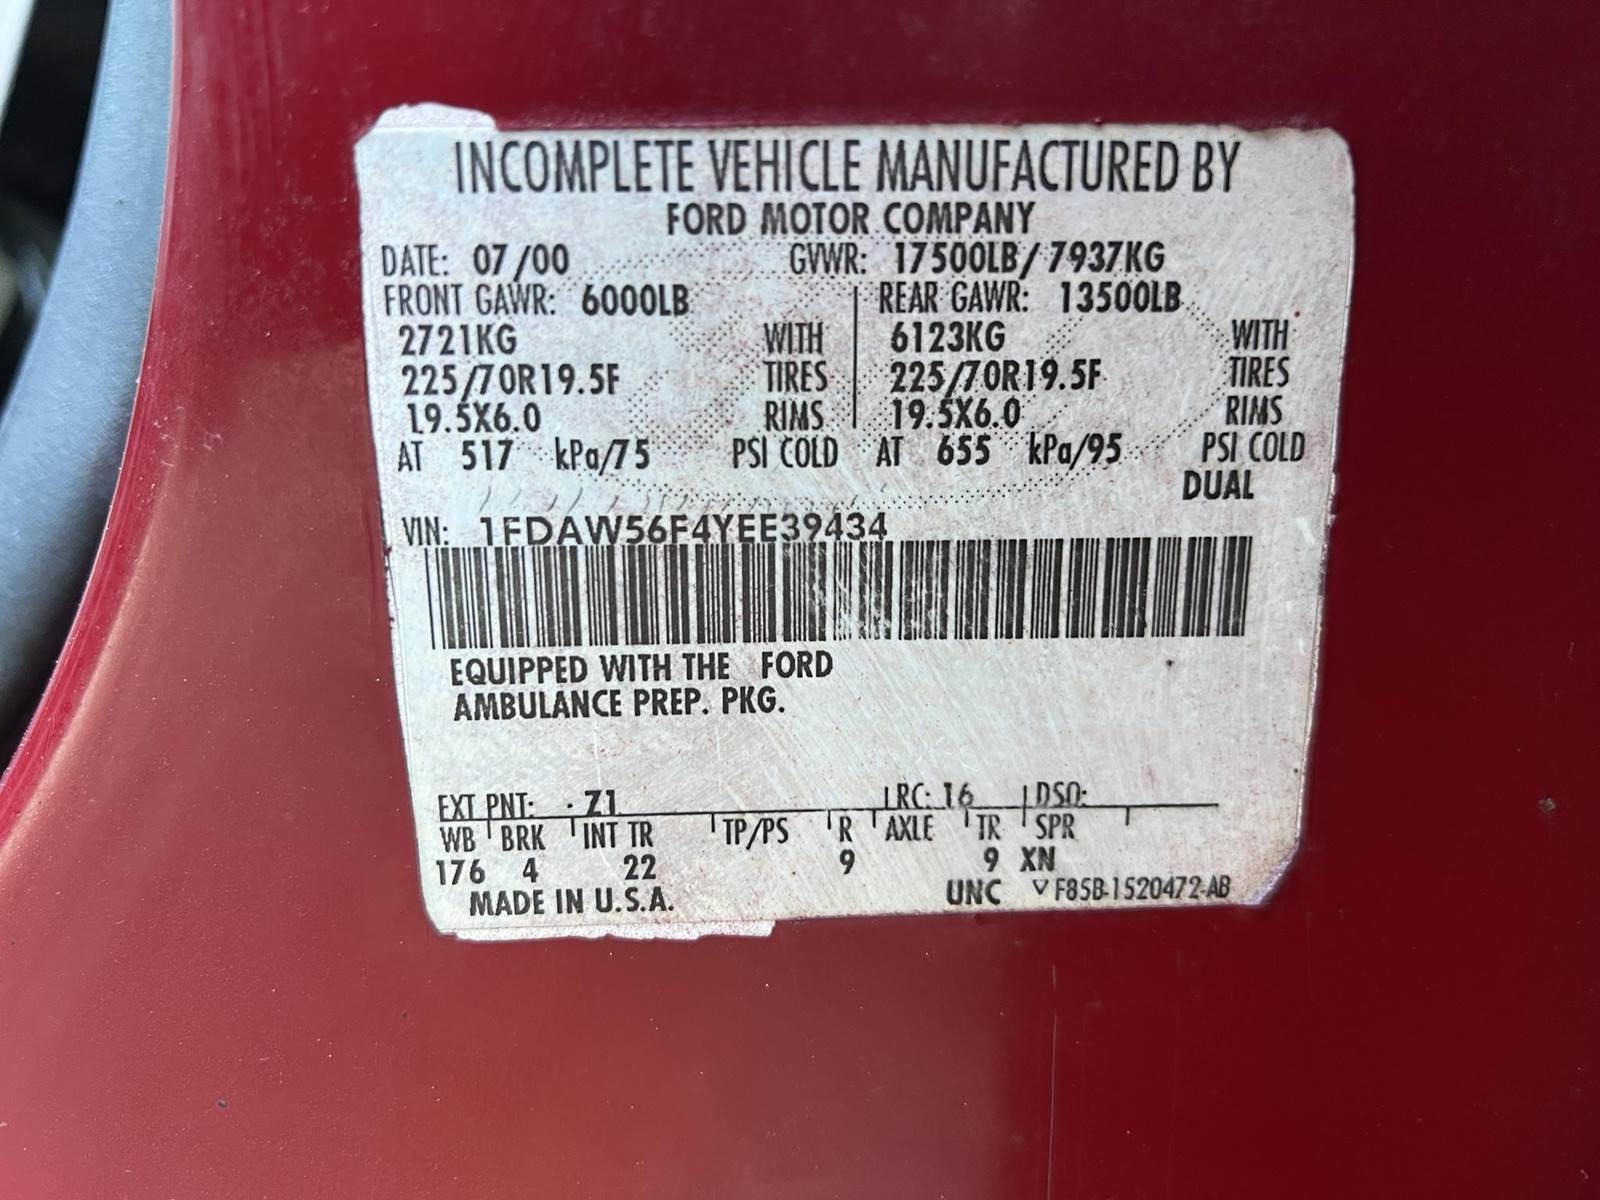 INCOMPLETE VEHICLE MANUFACTURED BY
FORD MOTOR COMPANY
DATE: 07/00 GVWR: 17500LB/7937KG
FRONT GAWR: 6000LB REAR GAWR: 13500LB
2721KG WITH 6123KG WITH
225/70R19.5F TIRES 225/70R19.5F TIRES
19.5X6.0 RIMS 19.5X6.0 RIMS
AT 517 kPa/75 PSI COLD AT 655 kPa/95 PSI COLD
DUAL
VIN: 1FDAW56F4YEE39434
EQUIPPED WITH THE FORD
AMBULANCE PREP. PKG.
EXT PNT: Z1 RC: 16 DSO:
WB BRK INT TR TP/PS R AXLE TR SPR
176 4 22 9 9 XN
MADE IN U.S.A. UNC F85B-1520472-AB